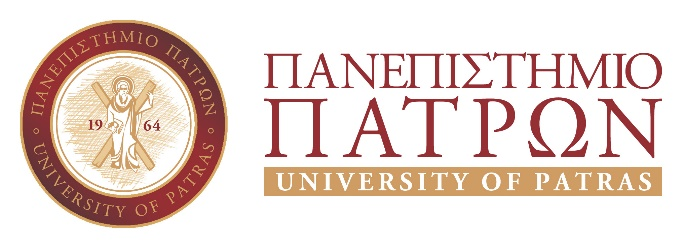 ΠΑΝΕΠΙΣΤΗΜΙΟ ΠΑΤΡΩΝ
19 64
UNIVERSITY OF PATRAS
ΠΑΝΕΠΙΣΤΗΜΙΟ
ΠΑΤΡΩΝ
UNIVERSITY OF PATRAS